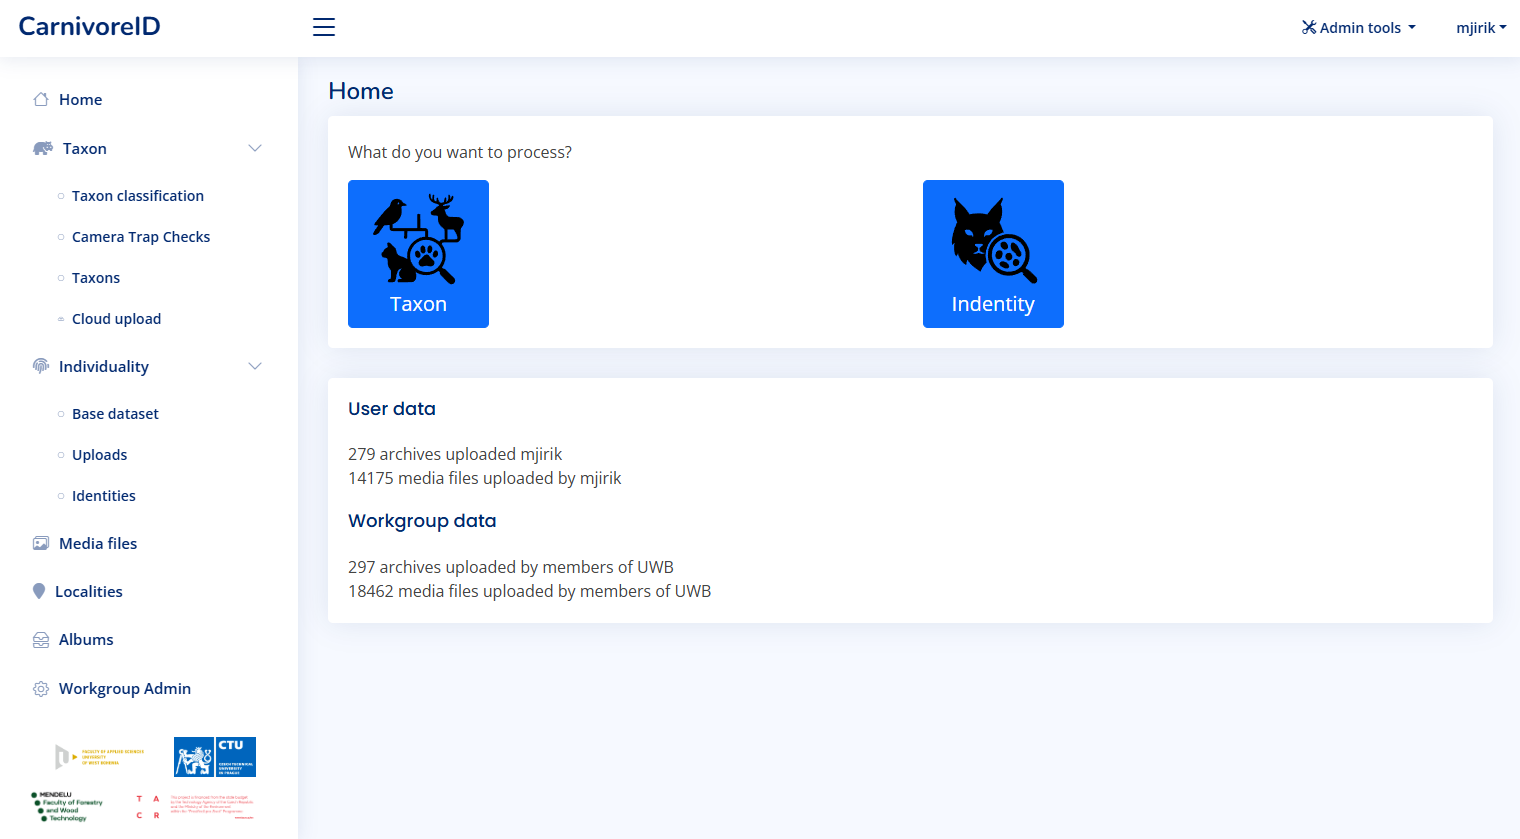 CarnivoreID
Admin tools
mjirik
Home
Taxon
Taxon classification
Camera Trap Checks
Taxons
Cloud upload
Individuality
Base dataset
Uploads
Identities
Media files
Localities
Albums
Workgroup Admin
FACULTY OF APPLIED SCIENCES
UNIVERSITY
OF WEST BOHEMIA
CTU
CZECH TECHNICAL
UNIVERSITY
IN PRAGUE
MENDELU
Faculty of Forestry
and Wood
Technology
T A
C R
Home
What do you want to process?
Taxon
Indentity
User data
279 archives uploaded mjirik
14175 media files uploaded by mjirik
Workgroup data
297 archives uploaded by members of UWB
18462 media files uploaded by members of UWB